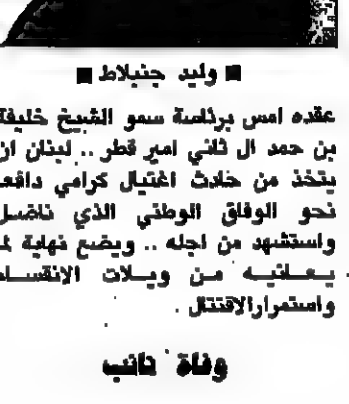 ■ وليد جنبلاط ■
عقده امس برئاسة سمو الشيخ خليفة
بن حمد ال ثاني امير قطر .. لبنان ان
يتخذ من حادث اغتيال كرامي دافعا
نحو الوفاق الوطني الذي ناضل
واستشهد من اجله .. ويضع نهاية لما
يعانيه من ويلات الانقسام
واستمرار الاقتتال .
وفاة نائب